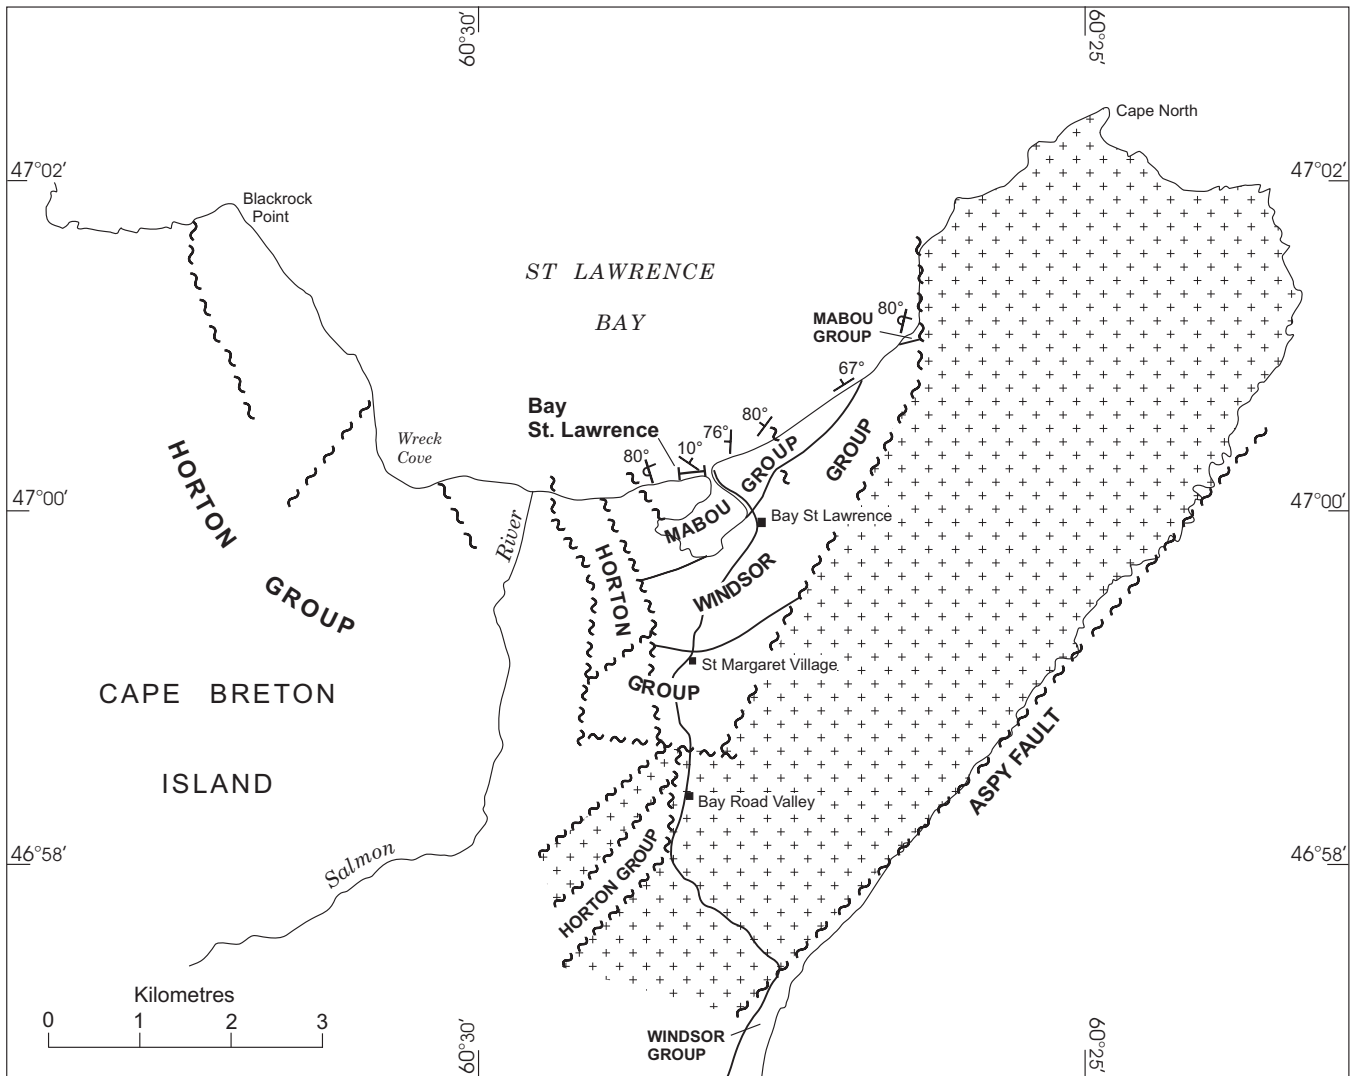 60°30′
60°25′
Cape North
47°02′
47°02′
Blackrock
Point
ST LAWRENCE
BAY
80°
MABOU
GROUP
67°
Bay
St. Lawrence
80°
76°
10°
80°
Wreck
Cove
GROUP
GROUP
HORTON
GROUP
47°00′
47°00′
River
MABOU
Bay St Lawrence
HORTON
WINDSOR
St Margaret Village
GROUP
CAPE BRETON
ISLAND
ASPY FAULT
Bay Road Valley
HORTON GROUP
46°58′
46°58′
Salmon
Kilometres
0 1 2 3
WINDSOR
GROUP
60°30′
60°25′